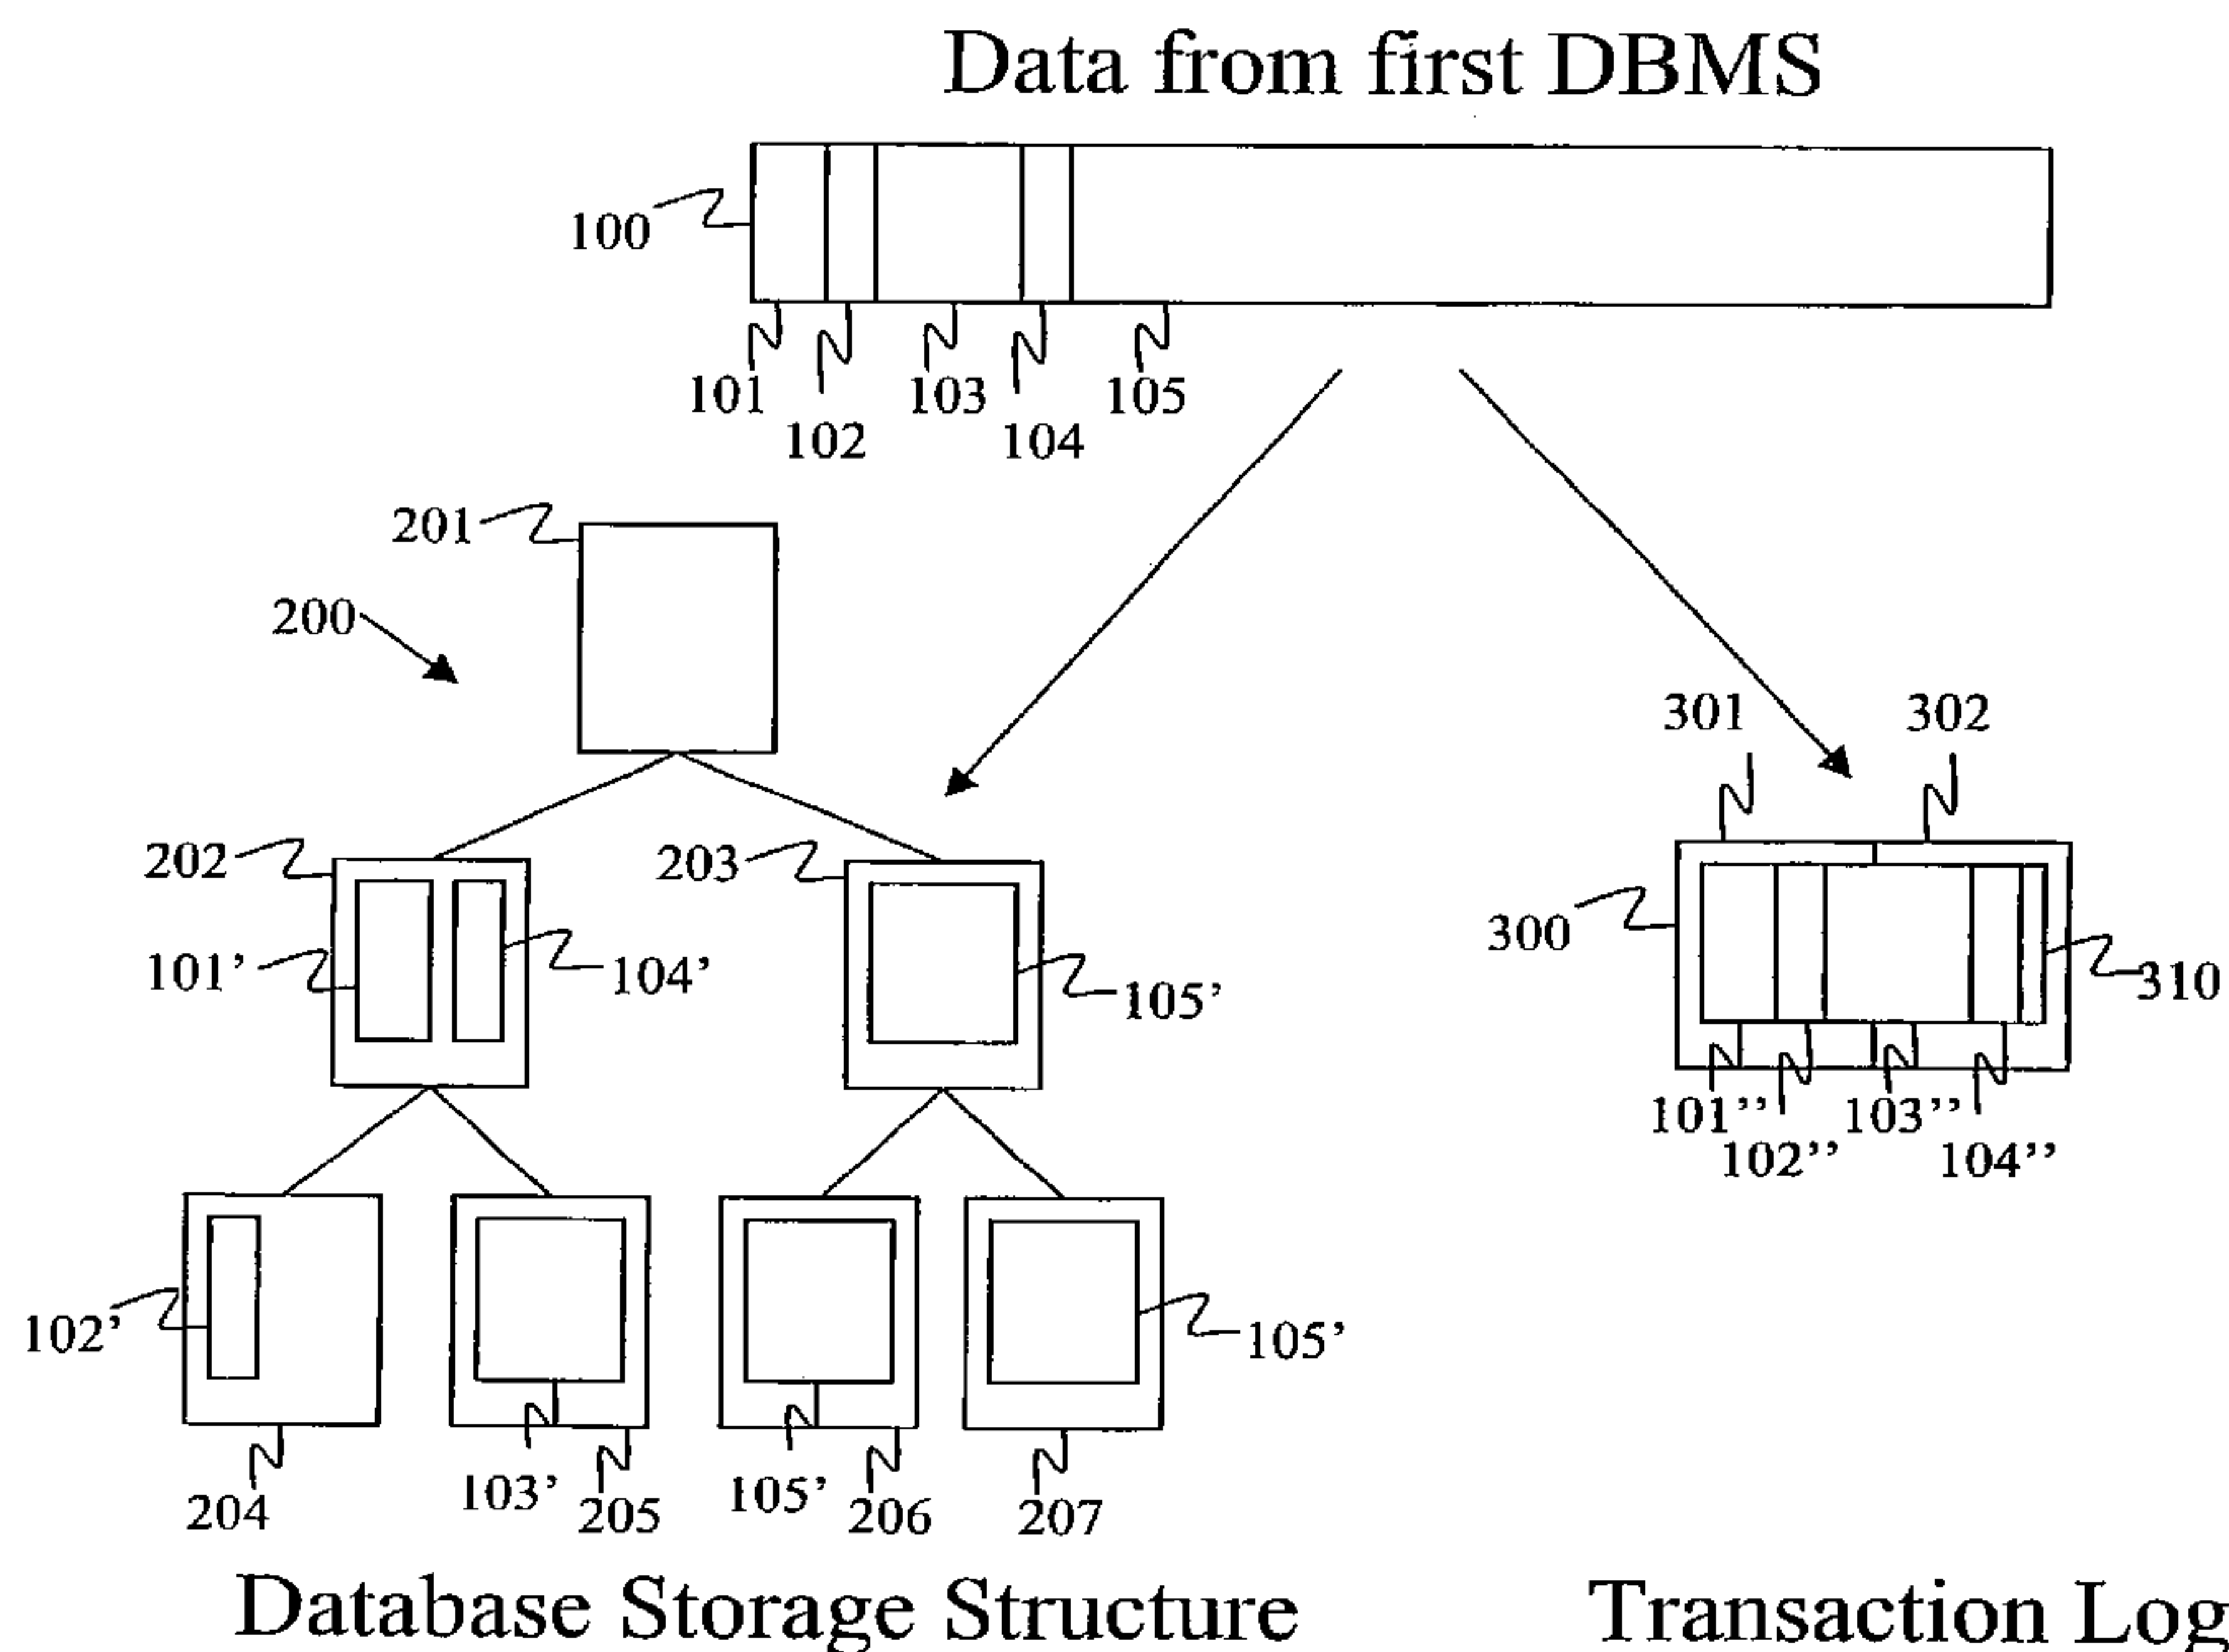 Data from first DBMS
100
101 103 105
102 104
201
200
301 302
202 203
300
101’ 104’ 105’ 310
101’’ 103’’
102’’ 104’’
102’ 105’
103’ 105’
204 205 206 207
Database Storage Structure Transaction Log